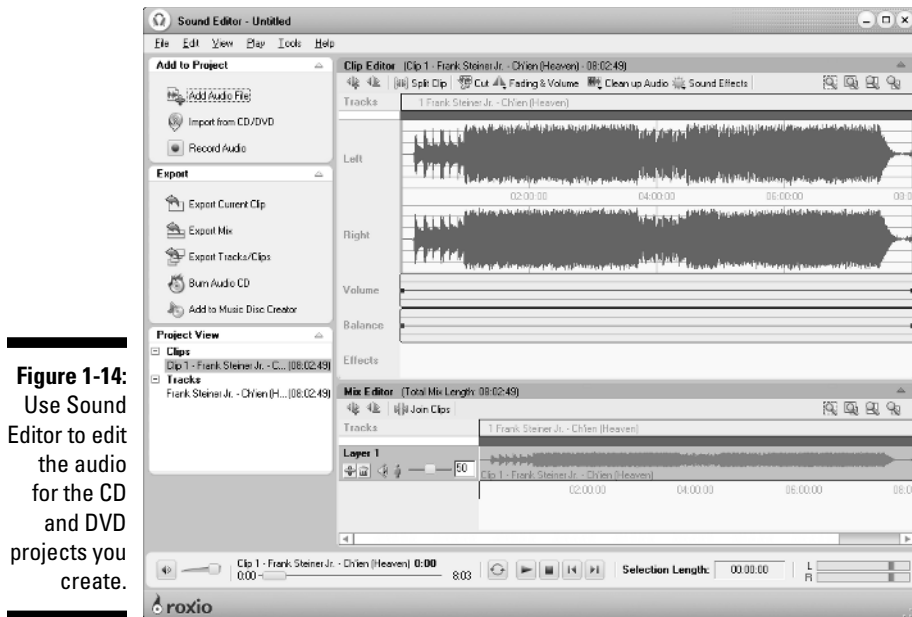 Sound Editor - Untitled
File Edit View Play Tools Help
Add to Project
Add Audio File
Import from CD/DVD
Record Audio
Export
Export Current Clip
Export Mix
Export Tracks/Clips
Burn Audio CD
Add to Music Disc Creator
Project View
Clips
Clip 1 - Frank Steiner Jr. - C... (08:02:49)
Tracks
Frank Steiner Jr. - Ch'ien (H... (08:02:49)
Clip Editor (Clip 1 - Frank Steiner Jr. - Ch'ien (Heaven) - 08:02:49)
Split Clip Cut Fading & Volume Clean up Audio Sound Effects
Tracks 1 Frank Steiner Jr. - Ch'ien (Heaven)
Left
02:00:00 04:00:00 06:00:00 08:0
Right
Volume
Balance
Effects
Mix Editor (Total Mix Length: 08:02:49)
Join Clips
Tracks 1 Frank Steiner Jr. - Ch'ien (Heaven)
Layer 1
50
Clip 1 - Frank Steiner Jr. - Ch'ien (Heaven)
02:00:00 04:00:00 06:00:00 08:0
Clip 1 - Frank Steiner Jr. - Ch'ien (Heaven) 0:00
0:00 8:03
Selection Length: 00:00:00
L
R
roxio
Figure 1-14:
Use Sound
Editor to edit
the audio
for the CD
and DVD
projects you
create.